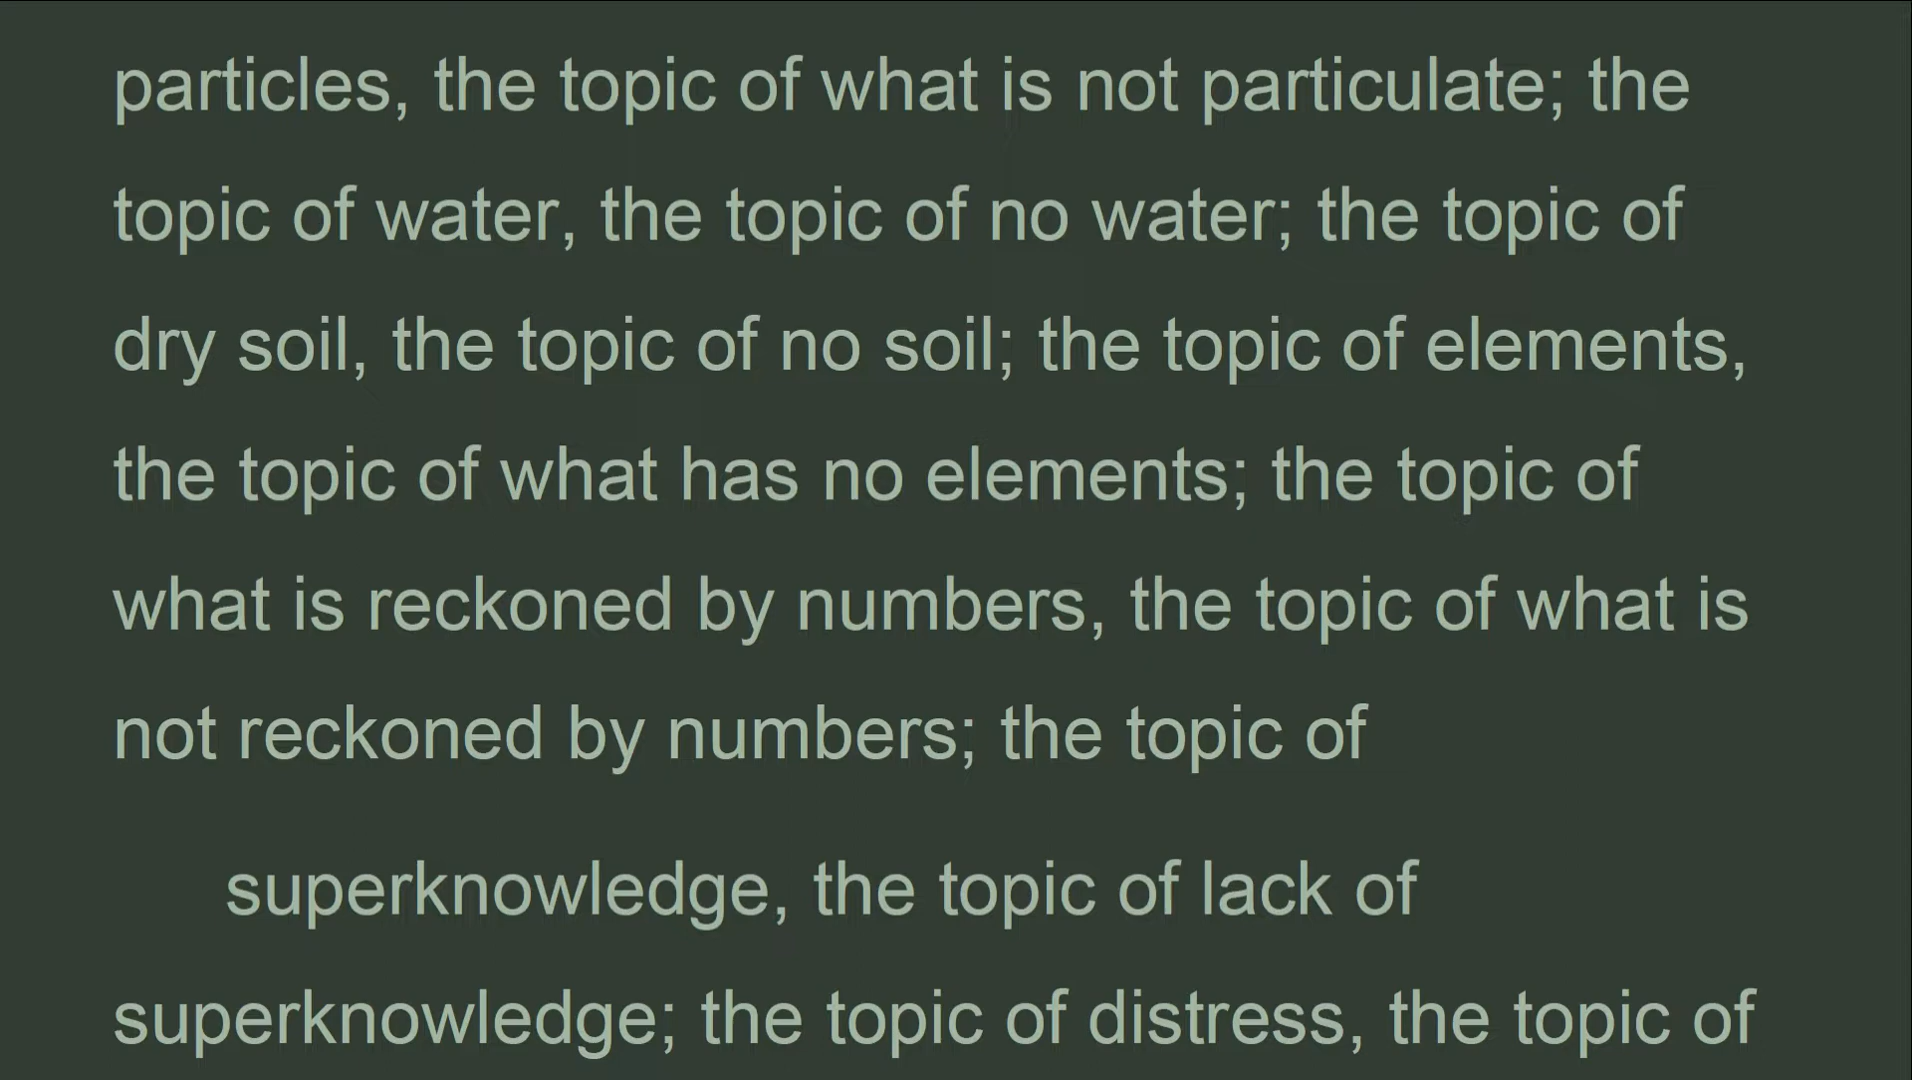 particles, the topic of what is not particulate; the
topic of water, the topic of no water; the topic of
dry soil, the topic of no soil; the topic of elements,
the topic of what has no elements; the topic of
what is reckoned by numbers, the topic of what is
not reckoned by numbers; the topic of
superknowledge, the topic of lack of
superknowledge; the topic of distress, the topic of